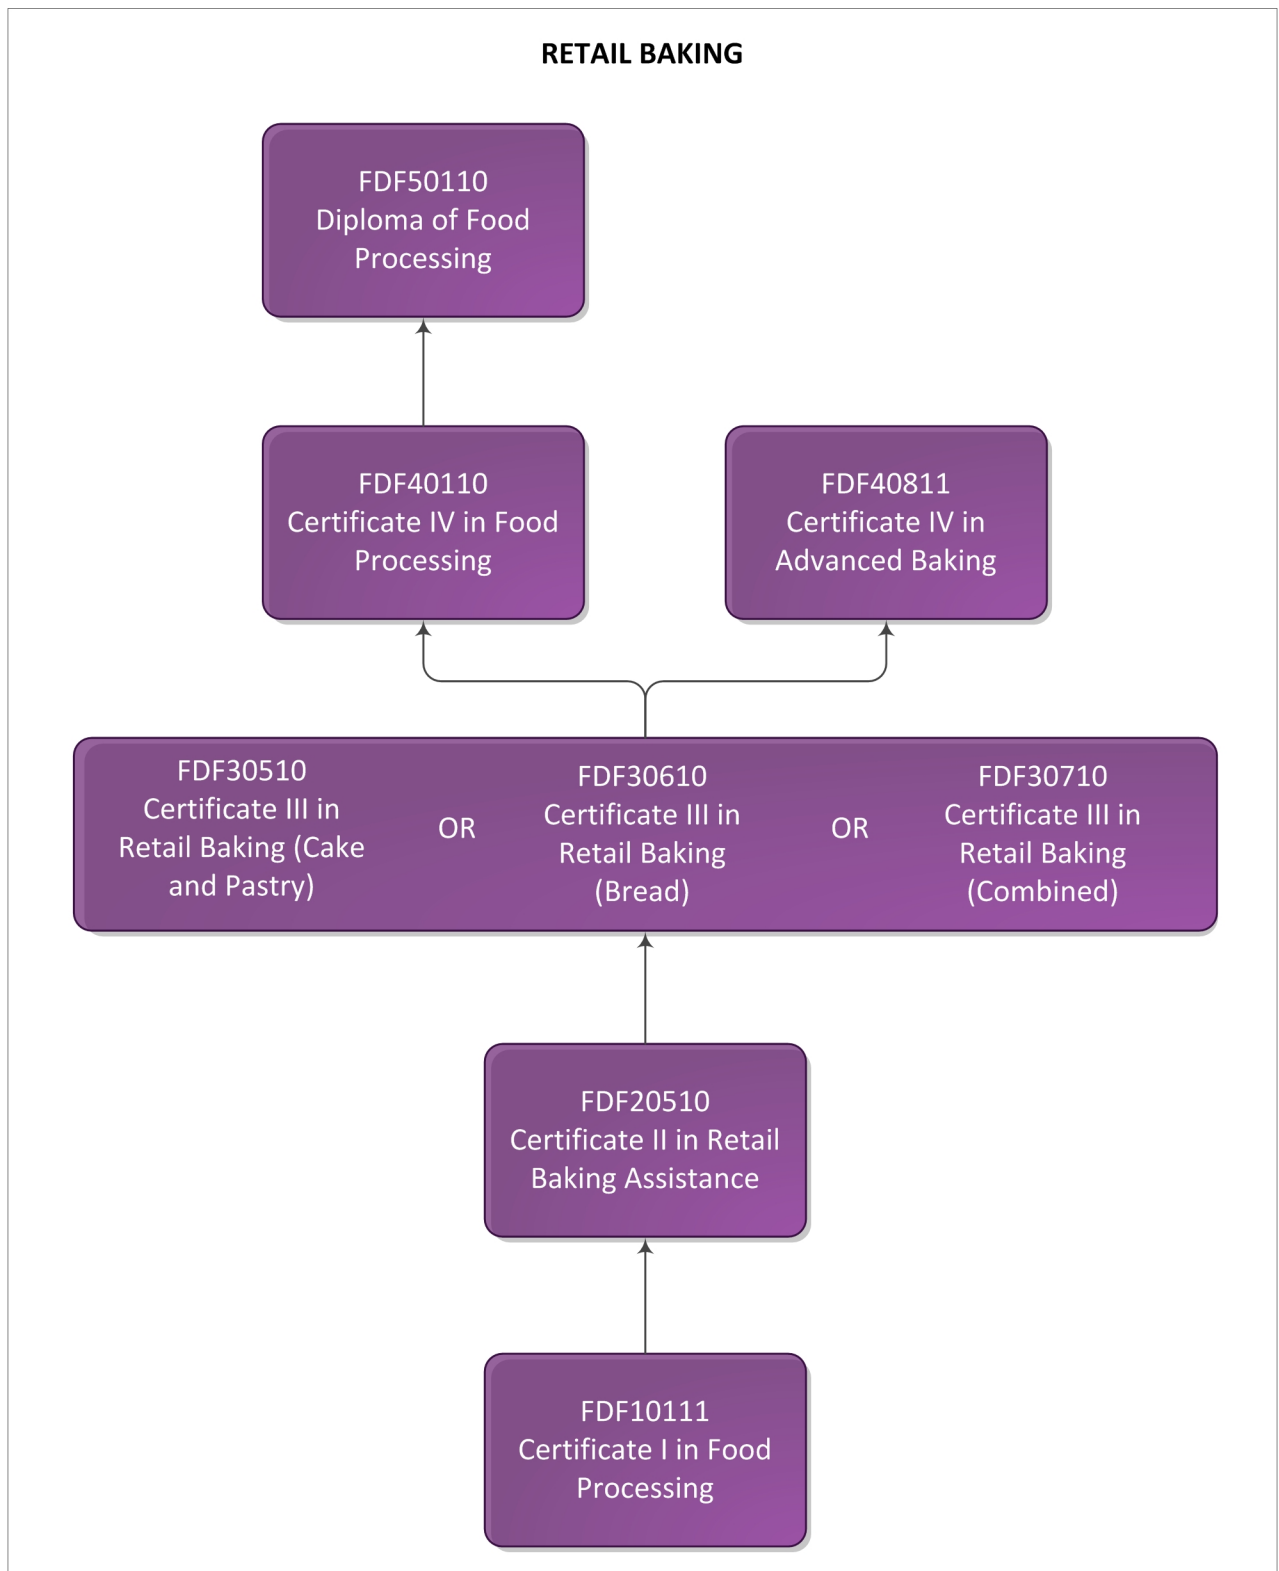 RETAIL BAKING
FDF50110
Diploma of Food
Processing
FDF40110
Certificate IV in Food
Processing
FDF40811
Certificate IV in
Advanced Baking
FDF30510
Certificate III in
Retail Baking (Cake
and Pastry)
OR
FDF30610
Certificate III in
Retail Baking
(Bread)
OR
FDF30710
Certificate III in
Retail Baking
(Combined)
FDF20510
Certificate II in Retail
Baking Assistance
FDF10111
Certificate I in Food
Processing